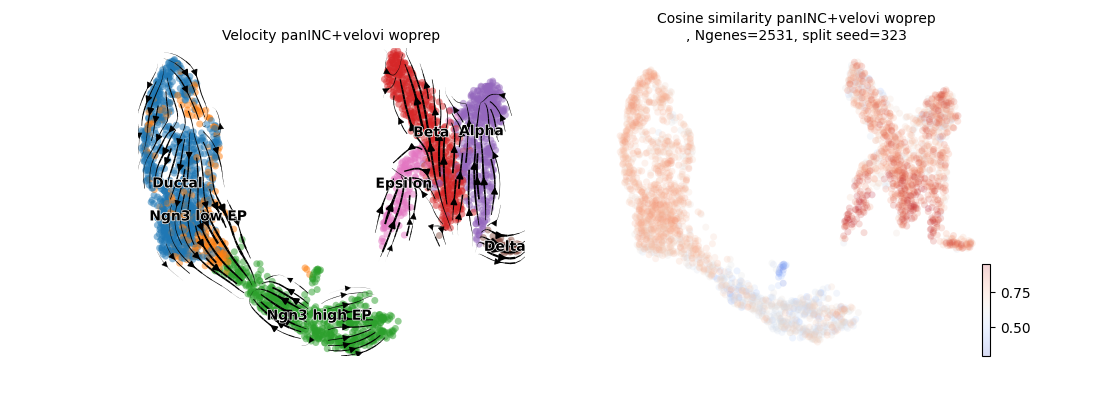 Velocity panINC+velovi woprep
Cosine similarity panINC+velovi woprep
, Ngenes=2531, split seed=323
Beta
Alpha
Ductal
Epsilon
Ngn3 low EP
Delta
Ngn3 high EP
0.75
0.50